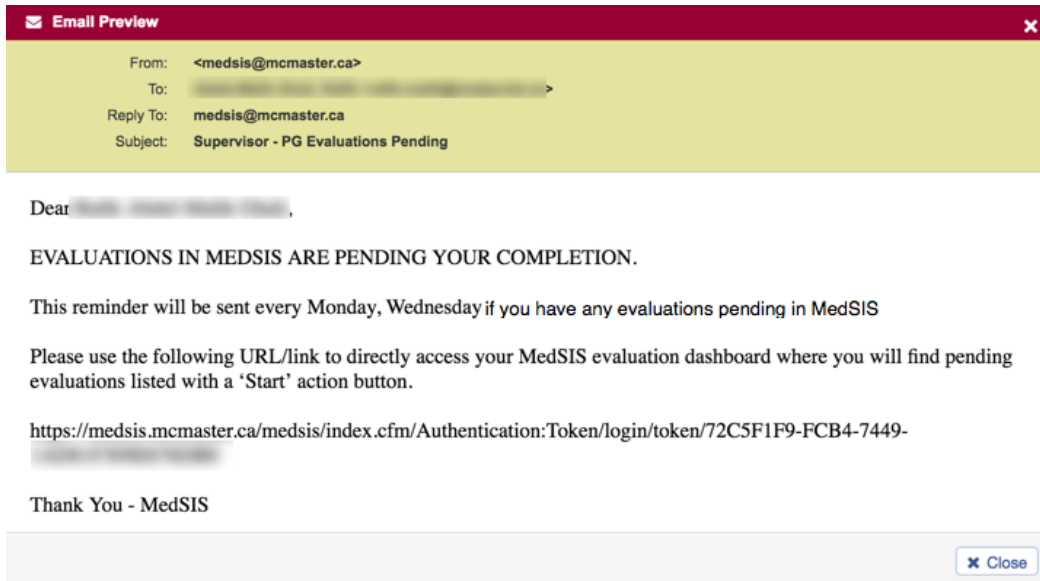 Email Preview
From: <medsis@mcmaster.ca>
To: >
Reply To: medsis@mcmaster.ca
Subject: Supervisor - PG Evaluations Pending
Dear ,
EVALUATIONS IN MEDSIS ARE PENDING YOUR COMPLETION.
This reminder will be sent every Monday, Wednesday if you have any evaluations pending in MedSIS
Please use the following URL/link to directly access your MedSIS evaluation dashboard where you will find pending
evaluations listed with a ‘Start’ action button.
https://medsis.mcmaster.ca/medsis/index.cfm/Authentication:Token/login/token/72C5F1F9-FCB4-7449-
Thank You - MedSIS
Close